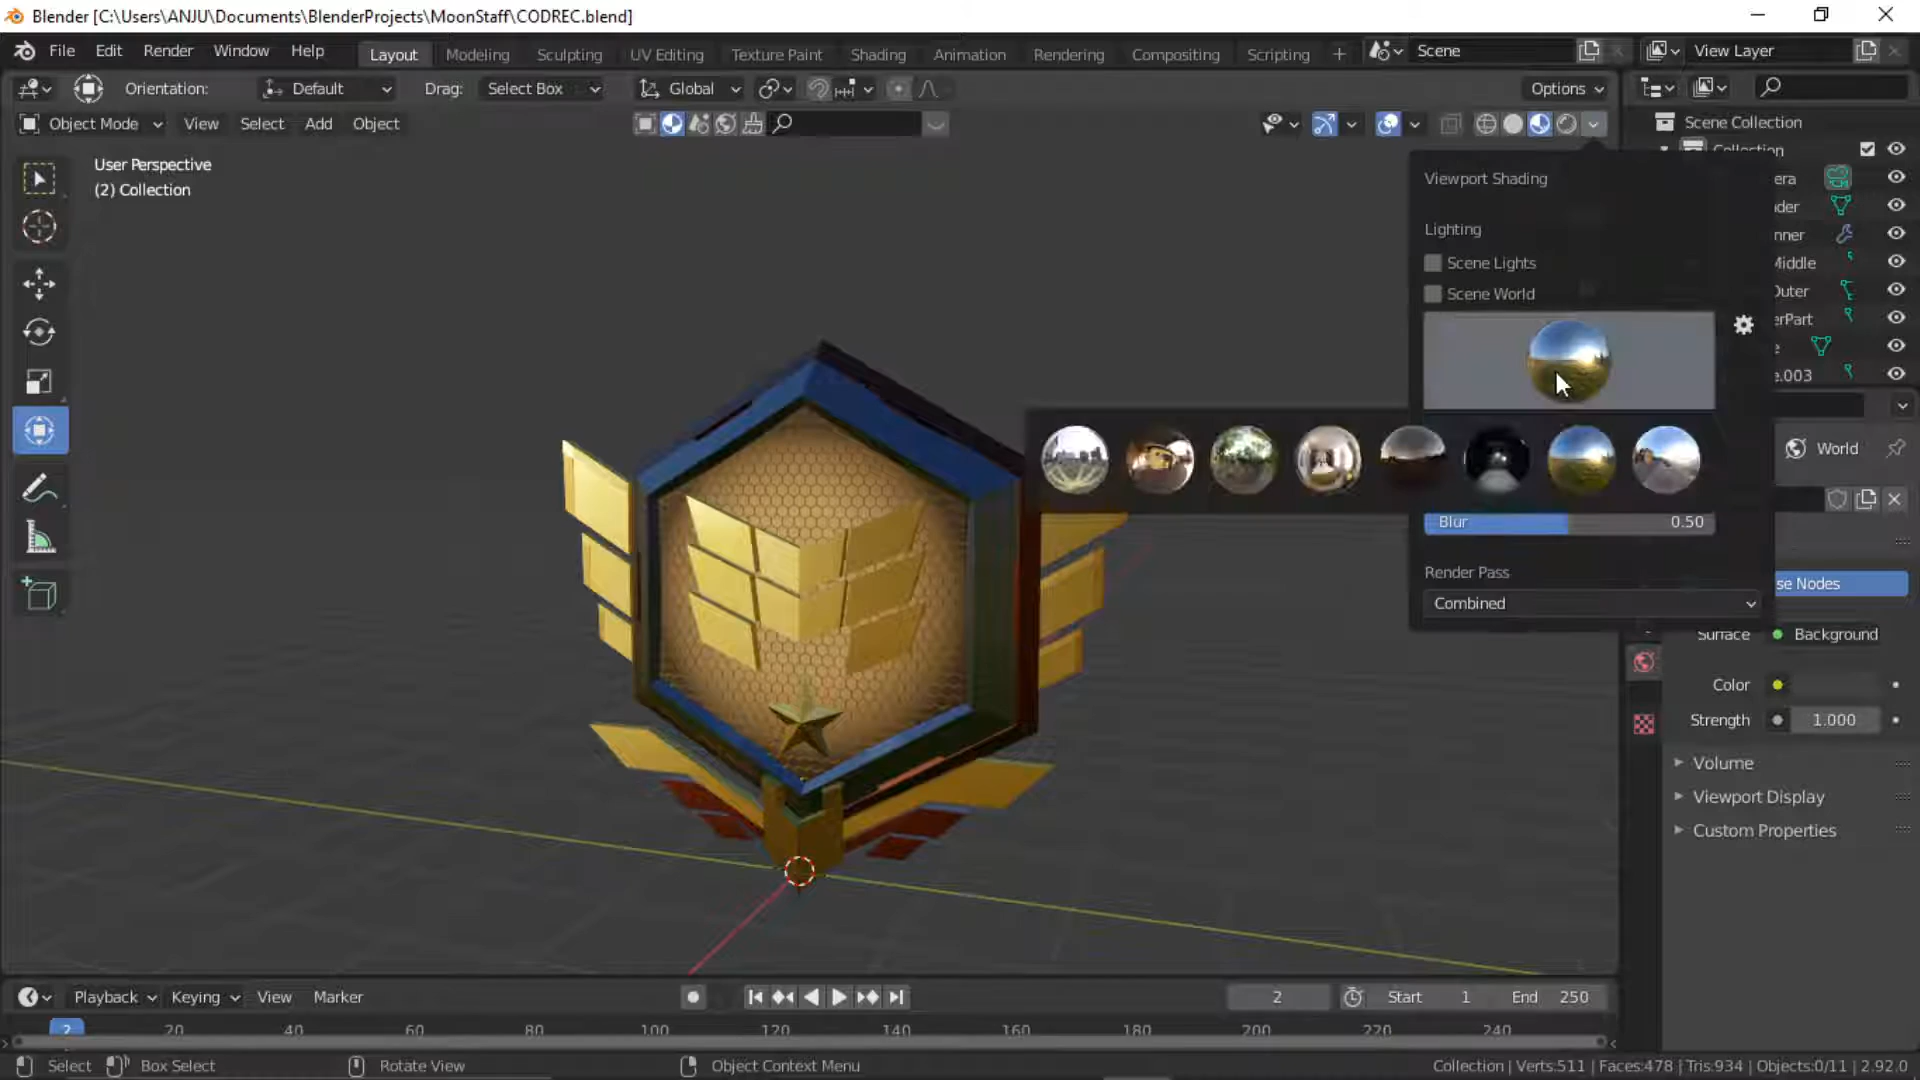 Blender [C:\Users\ANJU\Documents\BlenderProjects\MoonStaff\CODREC.blend]
File Edit Render Window Help Layout Modeling Sculpting UV Editing Texture Paint Shading Animation Rendering Compositing Scripting + Scene View Layer
Orientation: Default Drag: Select Box Global Options
Object Mode View Select Add Object
Scene Collection
Collection
User Perspective
(2) Collection
Viewport Shading
Lighting
Scene Lights
Scene World
era
der
nner
Middle
Outer
erPart
e
e.003
World
Blur 0.50
Render Pass
Combined
se Nodes
Surface Background
Color
Strength 1.000
Volume
Viewport Display
Custom Properties
Playback Keying View Marker 2 Start 1 End 250
2 20 40 60 80 100 120 140 160 180 200 220 240
Select Box Select Rotate View Object Context Menu Collection | Verts:511 | Faces:478 | Tris:934 | Objects:0/11 | 2.92.0